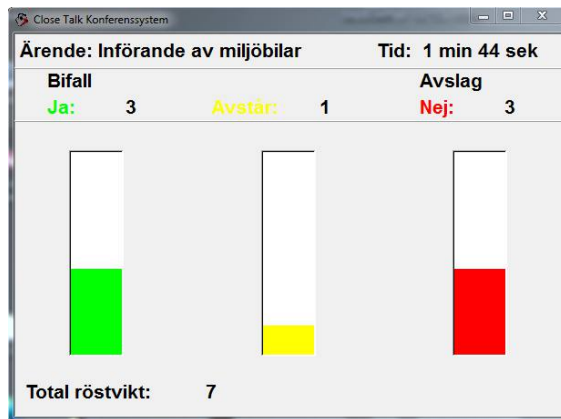 Close Talk Konferenssystem
Ärende: Införande av miljöbilar Tid: 1 min 44 sek
Bifall Avslag
Ja: 3 Avstår: 1 Nej: 3
Total röstvikt: 7